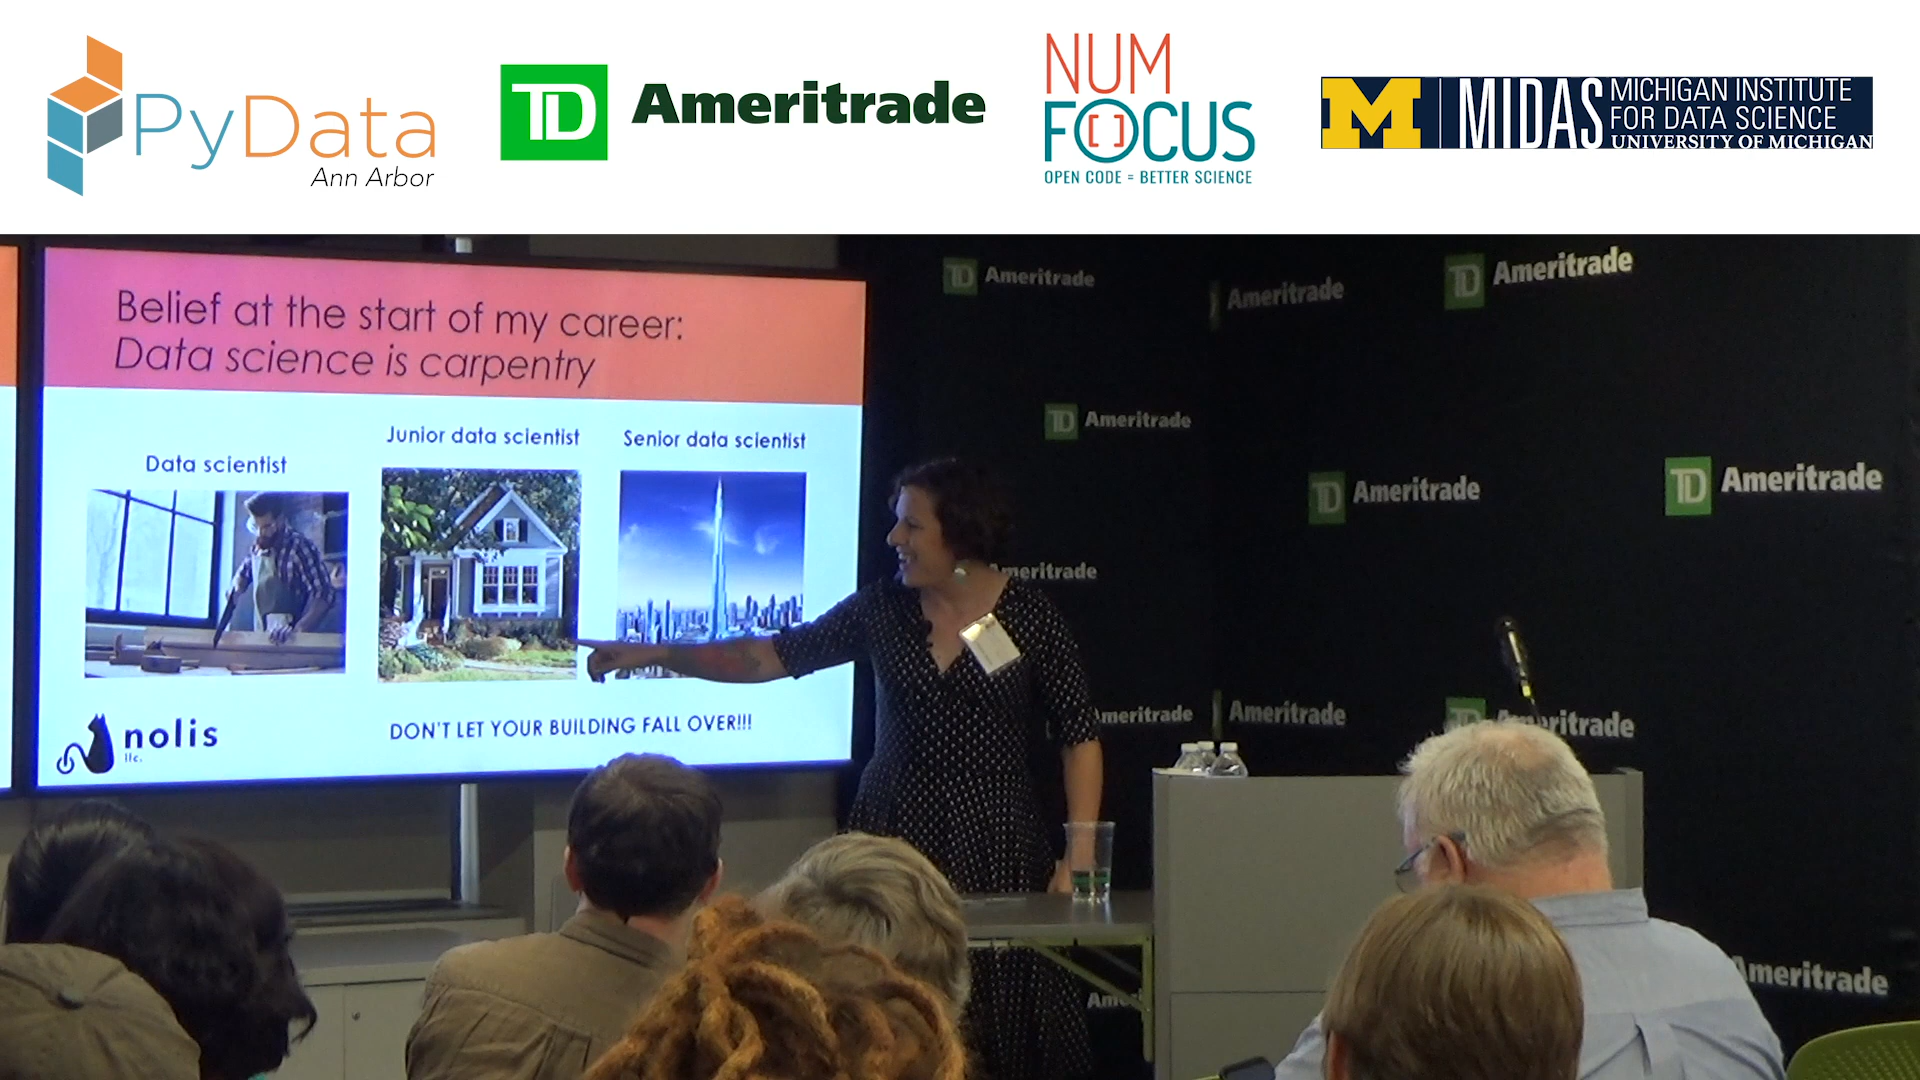 PyData
Ann Arbor
TD Ameritrade
NUM
FOCUS
OPEN CODE = BETTER SCIENCE
M MIDAS
MICHIGAN INSTITUTE
FOR DATA SCIENCE
UNIVERSITY OF MICHIGAN
Belief at the start of my career:
Data science is carpentry
Data scientist
Junior data scientist
Senior data scientist
DON'T LET YOUR BUILDING FALL OVER!!!
nolis
llc.
TD Ameritrade
Ameritrade
TD Ameritrade
TD Ameritrade
TD Ameritrade
TD Ameritrade
Ameritrade
Ameritrade
Ameritrade
Ameritrade
Ameritrade